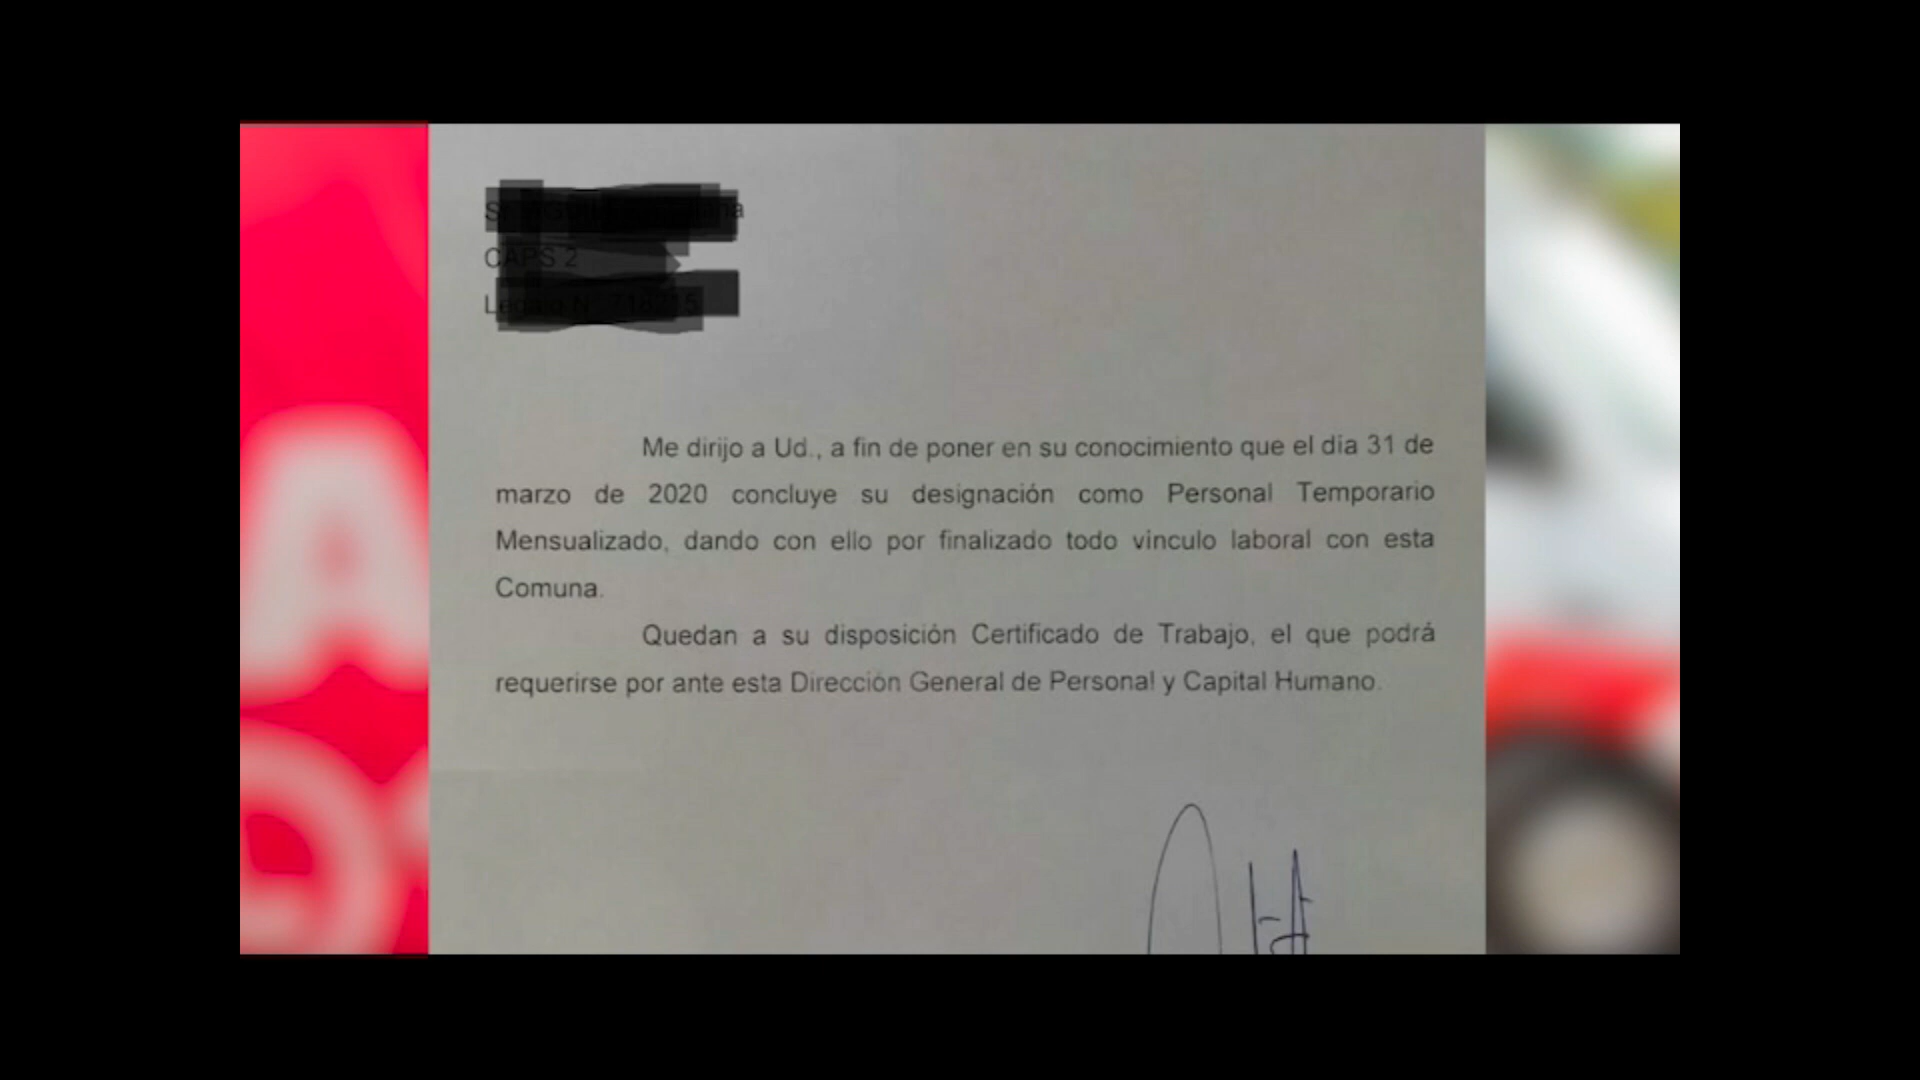 CAPS 2
Me dirijo a Ud., a fin de poner en su conocimiento que el día 31 de
marzo de 2020 concluye su designación como Personal Temporario
Mensualizado, dando con ello por finalizado todo vínculo laboral con esta
Comuna.
Quedan a su disposición Certificado de Trabajo, el que podrá
requerirse por ante esta Dirección General de Personal y Capital Humano.